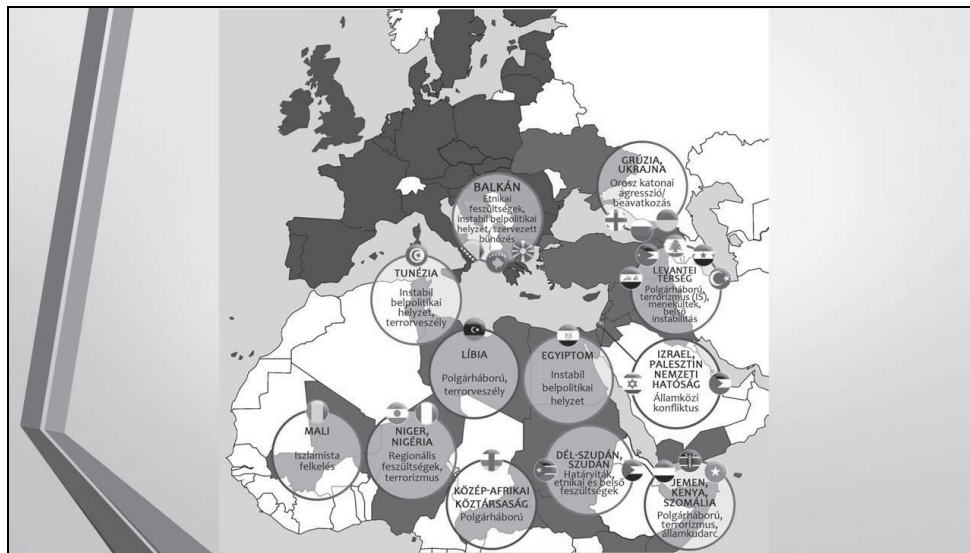 GRÚZIA,
UKRAJNA
Orosz katonai
agresszió/
beavatkozás
BALKÁN
Etnikai
feszültségek,
instabil belpolitikai
helyzet, szervezett
bűnözés
TUNÉZIA
Instabil
belpolitikai
helyzet,
terrorveszély
LEVANTEI
TÉRSÉG
Polgárháború,
terrorizmus (IS),
menekültek,
belső
instabilitás
LÍBIA
Polgárháború,
terrorveszély
EGYIPTOM
Instabil
belpolitikai
helyzet
IZRAEL,
PALESZTIN
NEMZETI
HATÓSÁG
Államközi
konfliktus
MALI
Iszlamista
felkelés
NIGER,
NIGÉRIA
Regionális
feszültségek,
terrorizmus
KÖZÉP-AFRIKAI
KÖZTÁRSASÁG
Polgárháború
DÉL-SZUDÁN,
SZUDÁN
Határviták,
etnikai és belső
feszültségek
JEMEN,
KENYA,
SZOMÁLIA
Polgárháború,
terrorizmus,
államkudarc